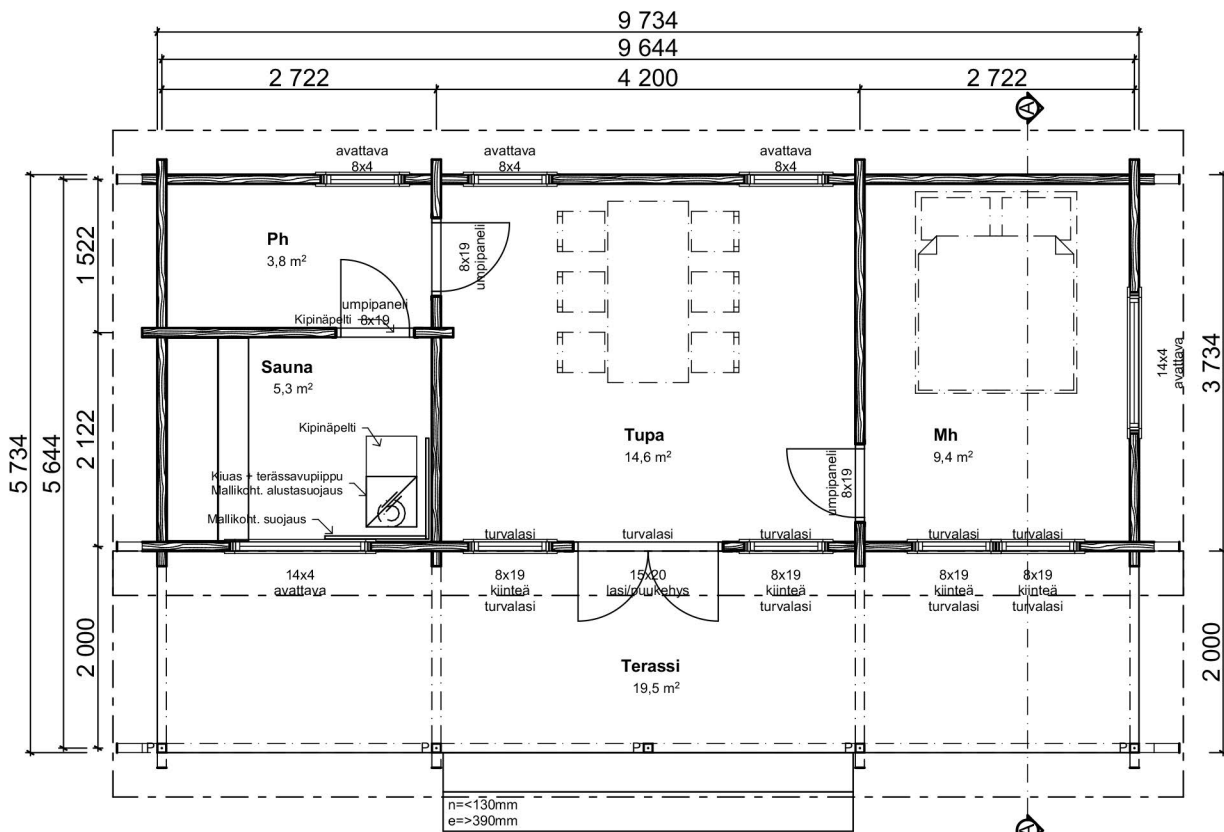 9 734
9 644
2 722
4 200
2 722
A
avattava
8x4
avattava
8x4
avattava
8x4
Ph
3,8 m²
8x19
umpipaneli
umpipaneli
8x19
Kipinäpelti
Sauna
5,3 m²
Kipinäpelti
Kiuas + terässavupiippu
Mallikoht. alustasuojaus
Mallikoht. suojaus
Tupa
14,6 m²
Mh
9,4 m²
umpipaneli
8x19
14x4
avattava
1 522
2 122
2 000
5 644
5 734
3 734
2 000
turvalasi
turvalasi
turvalasi
turvalasi
turvalasi
14x4
avattava
8x19
kiinteä
turvalasi
15x20
lasi/puukehys
8x19
kiinteä
turvalasi
8x19
kiinteä
turvalasi
8x19
kiinteä
turvalasi
Terassi
19,5 m²
P
P
P
P
P
n=<130mm
e=>390mm
A